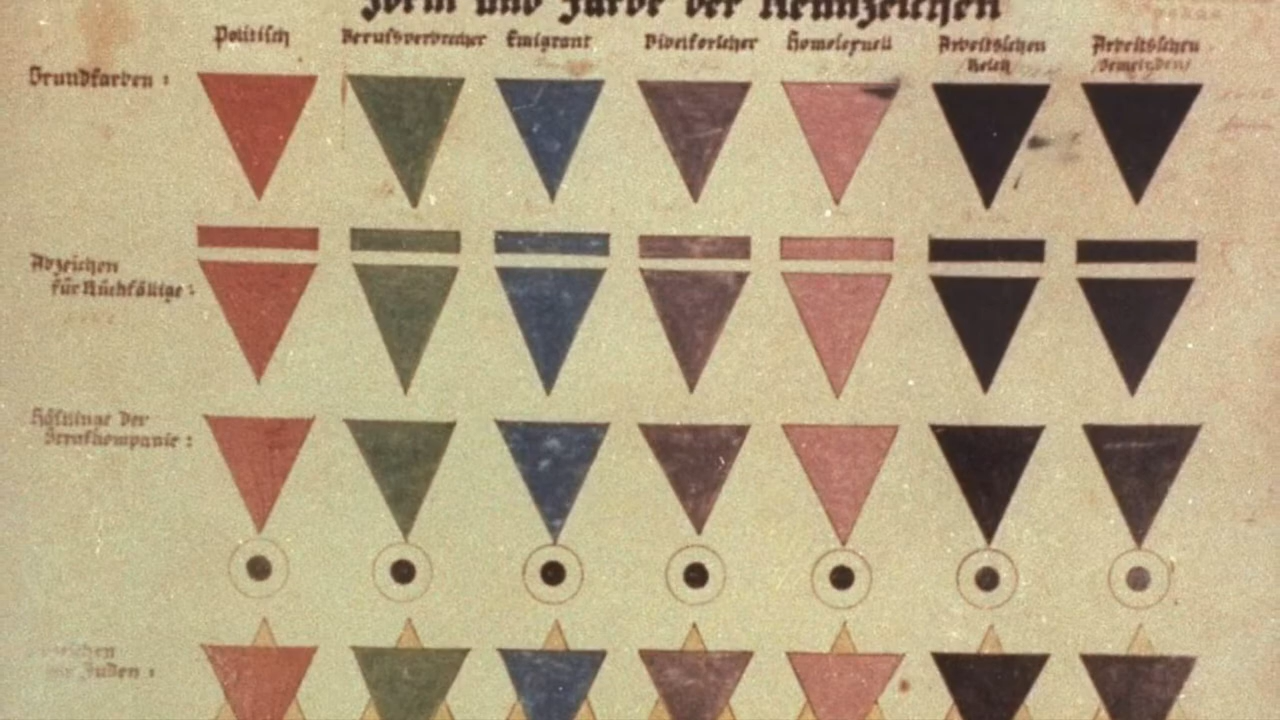 Form und Farbe der Kennzeichen
Politisch
Berufsverbrecher
Emigrant
Bibelforscher
Homosexuell
Arbeitsscheu
Reich
Arbeitsscheu
Gemeinden
Grundfarben :
Abzeichen
für Rückfällige :
Häftlinge der
Strafkompanie :
Juden :